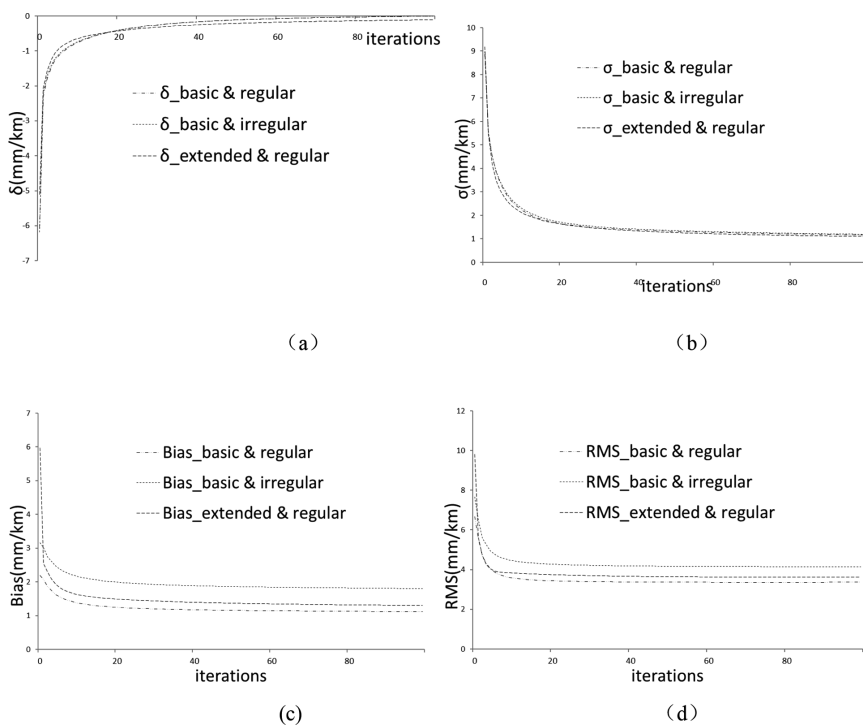 0
-1
-2
-3
-4
-5
-6
-7
0
20
40
60
80
iterations
δ(mm/km)
δ_basic & regular
δ_basic & irregular
δ_extended & regular
(a)
10
9
8
7
6
5
4
3
2
1
0
0
20
40
60
80
iterations
σ(mm/km)
σ_basic & regular
σ_basic & irregular
σ_extended & regular
(b)
7
6
5
4
3
2
1
0
0
20
40
60
80
iterations
Bias(mm/km)
Bias_basic & regular
Bias_basic & irregular
Bias_extended & regular
(c)
12
10
8
6
4
2
0
0
20
40
60
80
iterations
RMS(mm/km)
RMS_basic & regular
RMS_basic & irregular
RMS_extended & regular
(d)